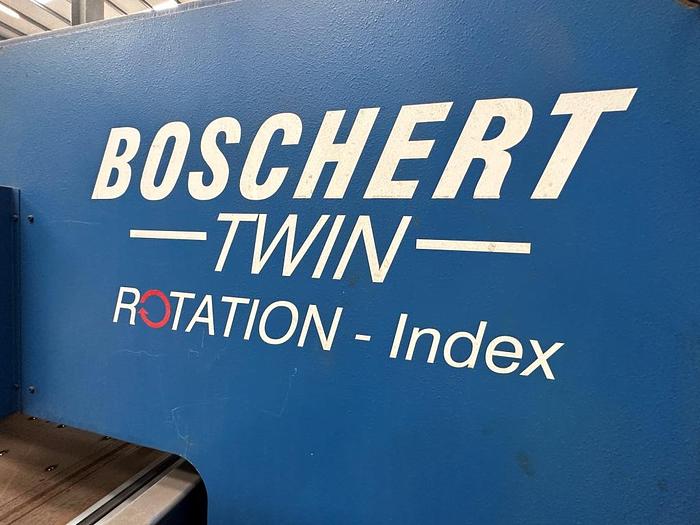 BOSCHERT
TWIN
ROTATION - Index